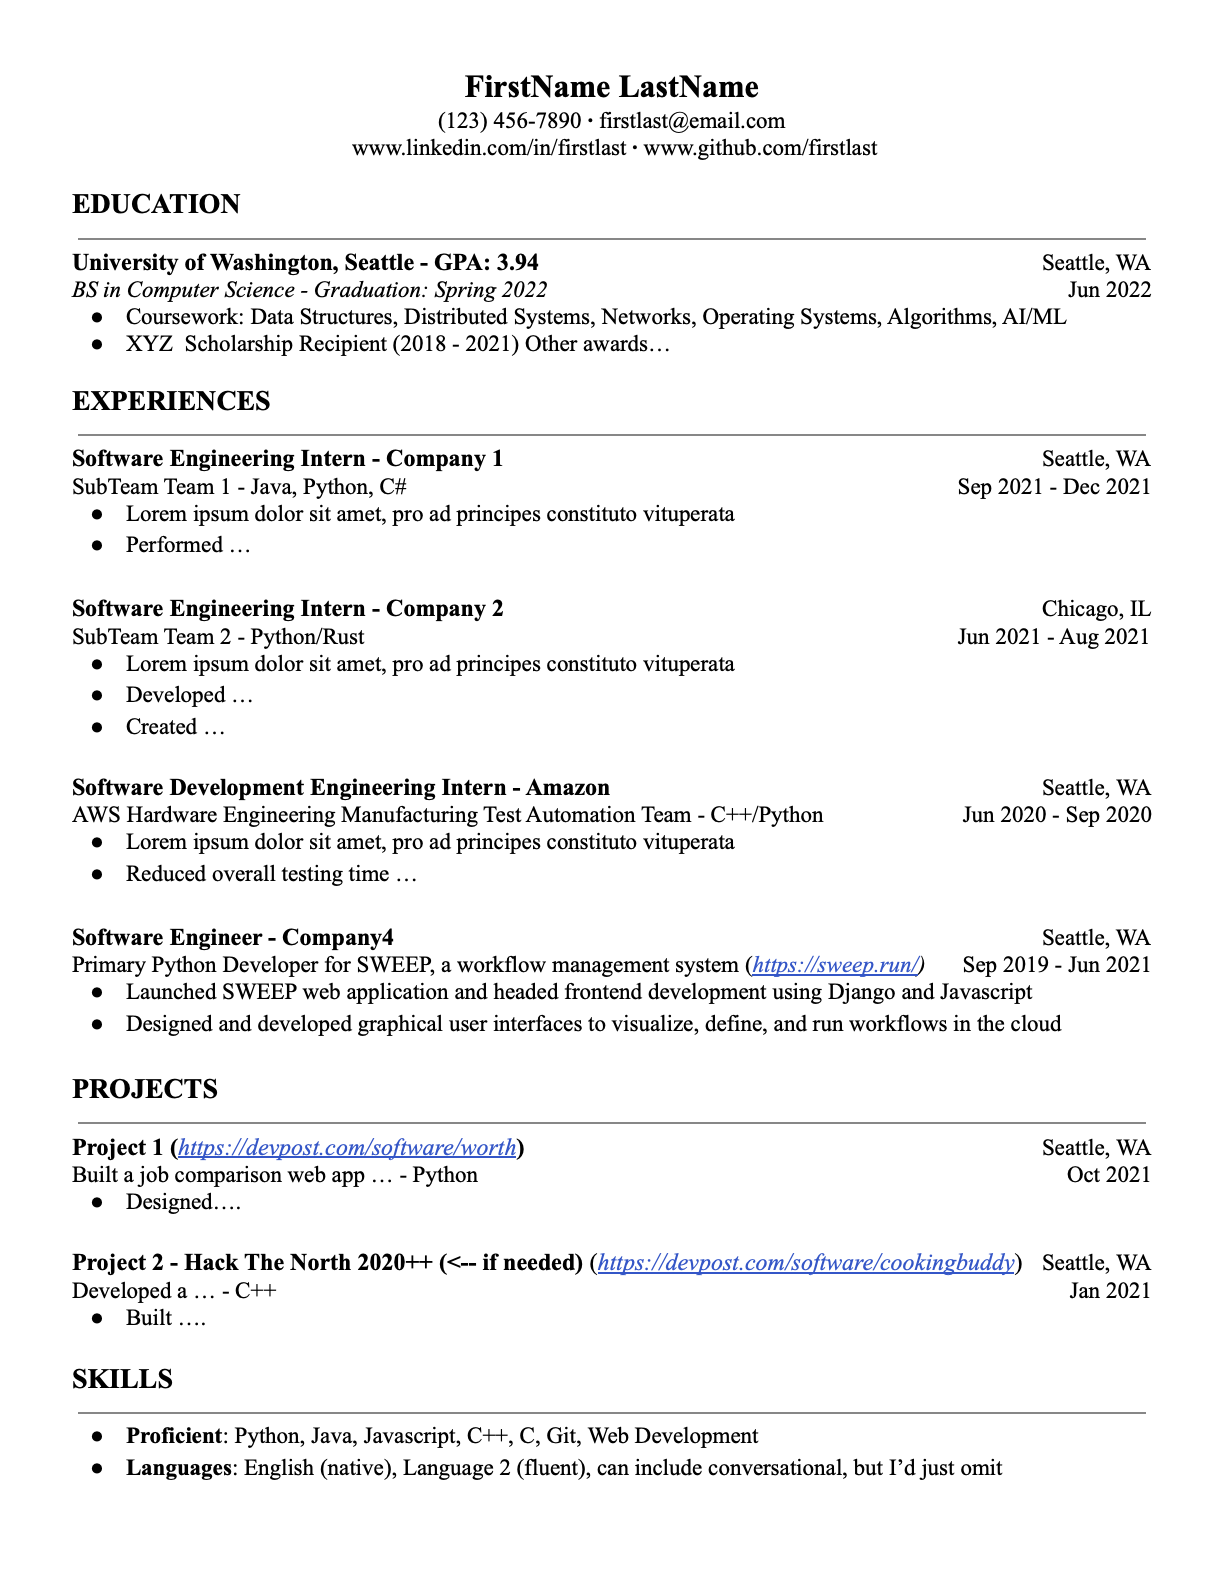 FirstName LastName
(123) 456-7890 · firstlast@email.com
www.linkedin.com/in/firstlast · www.github.com/firstlast
EDUCATION
University of Washington, Seattle - GPA: 3.94 Seattle, WA
BS in Computer Science - Graduation: Spring 2022 Jun 2022
● Coursework: Data Structures, Distributed Systems, Networks, Operating Systems, Algorithms, AI/ML
● XYZ  Scholarship Recipient (2018 - 2021) Other awards…
EXPERIENCES
Software Engineering Intern - Company 1 Seattle, WA
SubTeam Team 1 - Java, Python, C# Sep 2021 - Dec 2021
● Lorem ipsum dolor sit amet, pro ad principes constituto vituperata
● Performed …
Software Engineering Intern - Company 2 Chicago, IL
SubTeam Team 2 - Python/Rust Jun 2021 - Aug 2021
● Lorem ipsum dolor sit amet, pro ad principes constituto vituperata
● Developed …
● Created …
Software Development Engineering Intern - Amazon Seattle, WA
AWS Hardware Engineering Manufacturing Test Automation Team - C++/Python Jun 2020 - Sep 2020
● Lorem ipsum dolor sit amet, pro ad principes constituto vituperata
● Reduced overall testing time …
Software Engineer - Company4 Seattle, WA
Primary Python Developer for SWEEP, a workflow management system (https://sweep.run/) Sep 2019 - Jun 2021
● Launched SWEEP web application and headed frontend development using Django and Javascript
● Designed and developed graphical user interfaces to visualize, define, and run workflows in the cloud
PROJECTS
Project 1 (https://devpost.com/software/worth) Seattle, WA
Built a job comparison web app … - Python Oct 2021
● Designed….
Project 2 - Hack The North 2020++ (<-- if needed) (https://devpost.com/software/cookingbuddy) Seattle, WA
Developed a … - C++ Jan 2021
● Built ….
SKILLS
● Proficient: Python, Java, Javascript, C++, C, Git, Web Development
● Languages: English (native), Language 2 (fluent), can include conversational, but I’d just omit